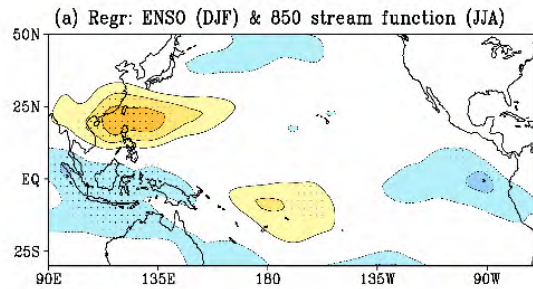 (a) Regr: ENSO (DJF) & 850 stream function (JJA)
50N
25N
EQ
25S
90E 135E 180 135W 90W